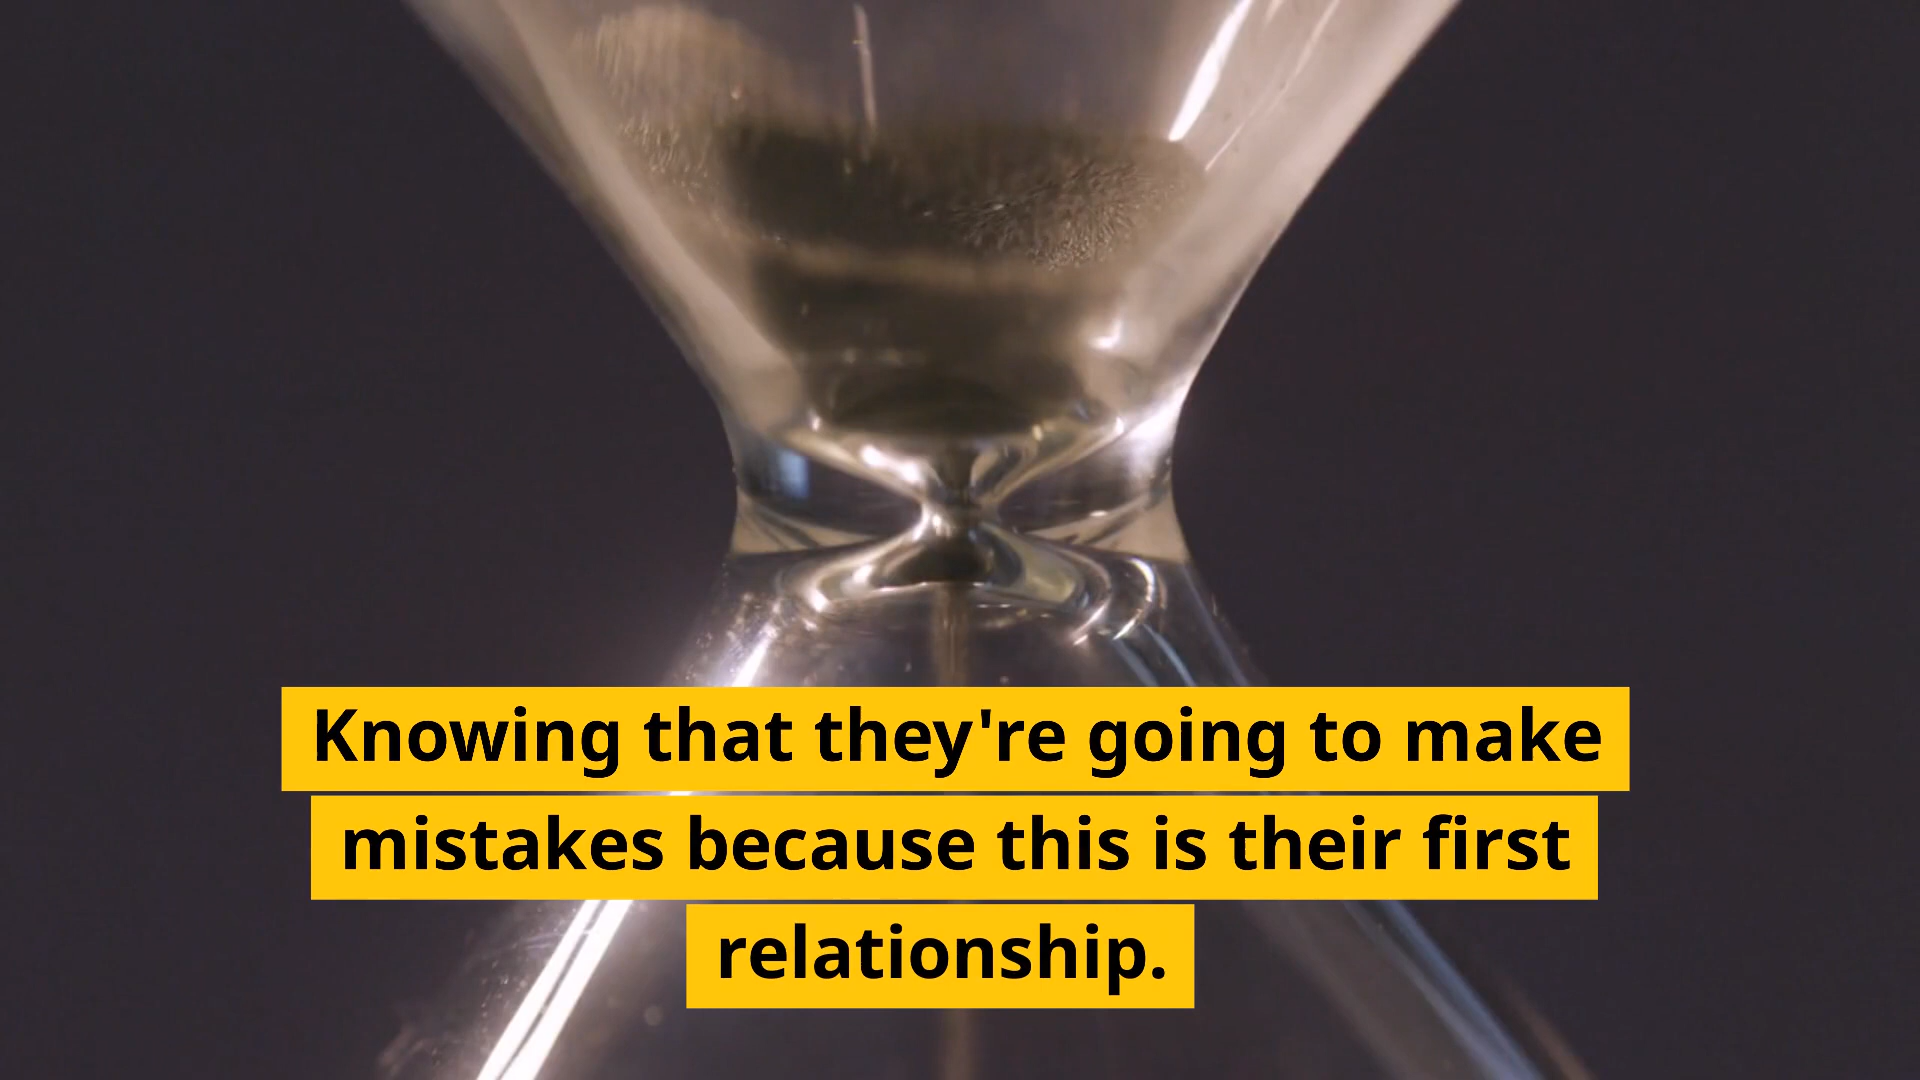 Knowing that they're going to make
mistakes because this is their first
relationship.